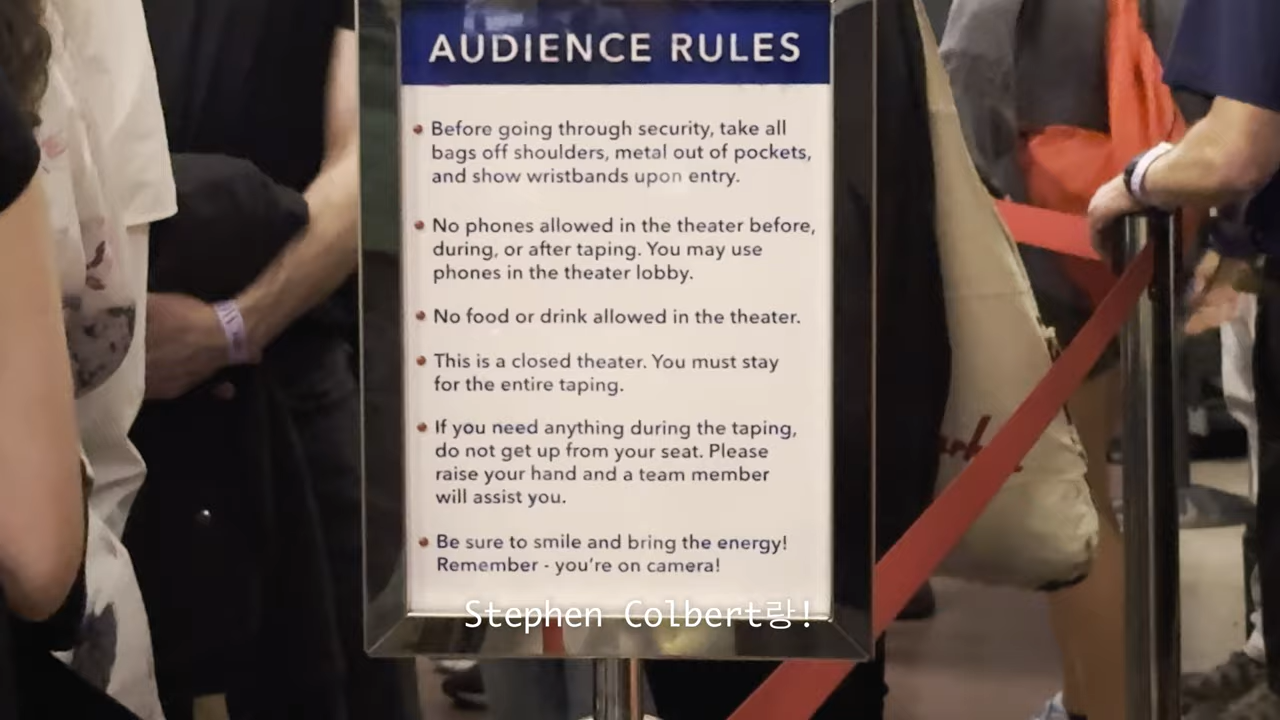 AUDIENCE RULES
Before going through security, take all
bags off shoulders, metal out of pockets,
and show wristbands upon entry.
No phones allowed in the theater before,
during, or after taping. You may use
phones in the theater lobby.
No food or drink allowed in the theater.
This is a closed theater. You must stay
for the entire taping.
If you need anything during the taping,
do not get up from your seat. Please
raise your hand and a team member
will assist you.
Be sure to smile and bring the energy!
Remember - you're on camera!
Stephen Colbert랑!